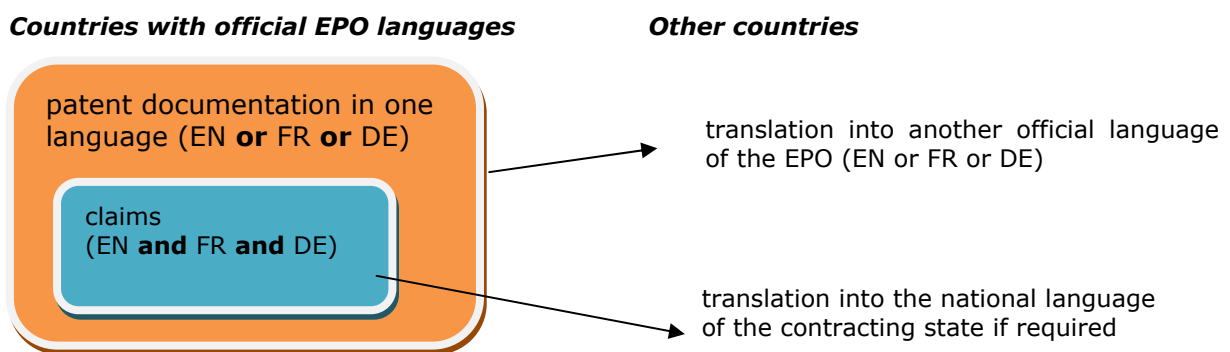 Countries with official EPO languages
Other countries
patent documentation in one
language (EN or FR or DE)
claims
(EN and FR and DE)
translation into another official language
of the EPO (EN or FR or DE)
translation into the national language
of the contracting state if required